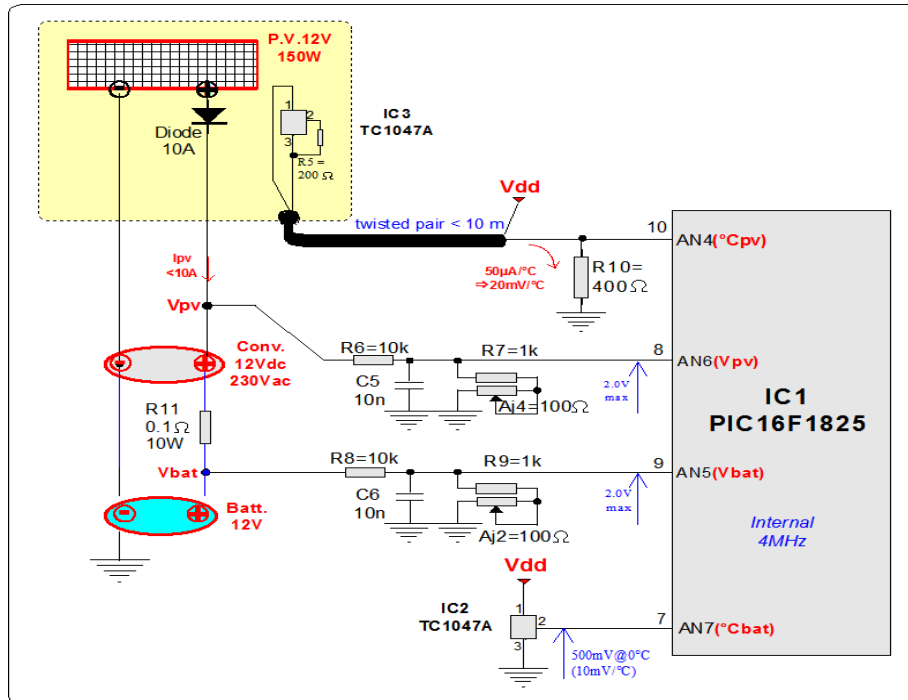 P.V.12V
150W
Diode
10A
1
2
3
R5 =
200 Ω
IC3
TC1047A
Vdd
twisted pair < 10 m
50µA/°C
⇒20mV/°C
R10=
400Ω
10
AN4(°Cpv)
Ipv
<10A
Vpv
Conv.
12Vdc
230Vac
R6=10k
C5
10n
R7=1k
Aj4=100Ω
2.0V
max
8
AN6(Vpv)
IC1
PIC16F1825
R11
0.1Ω
10W
Vbat
Batt.
12V
R8=10k
C6
10n
R9=1k
Aj2=100Ω
2.0V
max
9
AN5(Vbat)
Internal
4MHz
Vdd
IC2
TC1047A
1
2
3
500mV@0°C
(10mV/°C)
7
AN7(°Cbat)